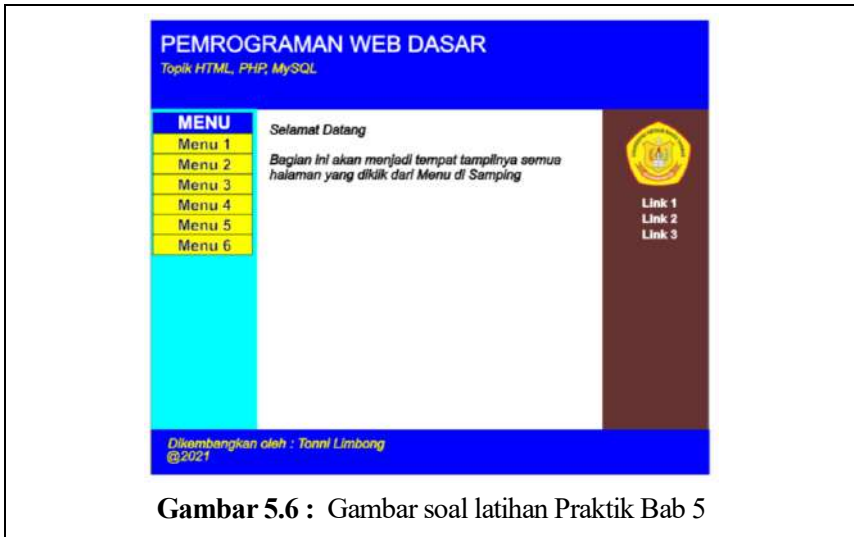 PEMROGRAMAN WEB DASAR
Topik HTML, PHP, MySQL
MENU
Menu 1
Menu 2
Menu 3
Menu 4
Menu 5
Menu 6
Selamat Datang
Bagian ini akan menjadi tempat tampilnya semua
halaman yang diklik dari Menu di Samping
Link 1
Link 2
Link 3
Dikembangkan oleh : Tonni Limbong
@2021
Gambar 5.6 : Gambar soal latihan Praktik Bab 5